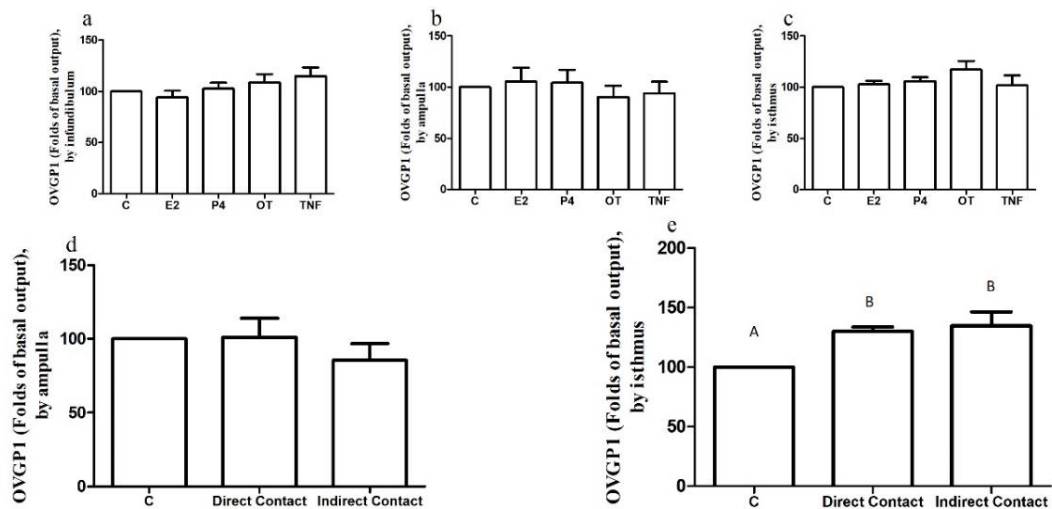 a
OVGP1 (Folds of basal output),
by infundibulum
150
100
50
0
C E2 P4 OT TNF
b
OVGP1 (Folds of basal output),
by ampulla
150
100
50
0
C E2 P4 OT TNF
c
OVGP1 (Folds of basal output),
by isthmus
150
100
50
0
C E2 P4 OT TNF
d
OVGP1 (Folds of basal output),
by ampulla
150
100
50
0
C Direct Contact Indirect Contact
e
OVGP1 (Folds of basal output),
by isthmus
200
150
100
50
0
A B B
C Direct Contact Indirect Contact